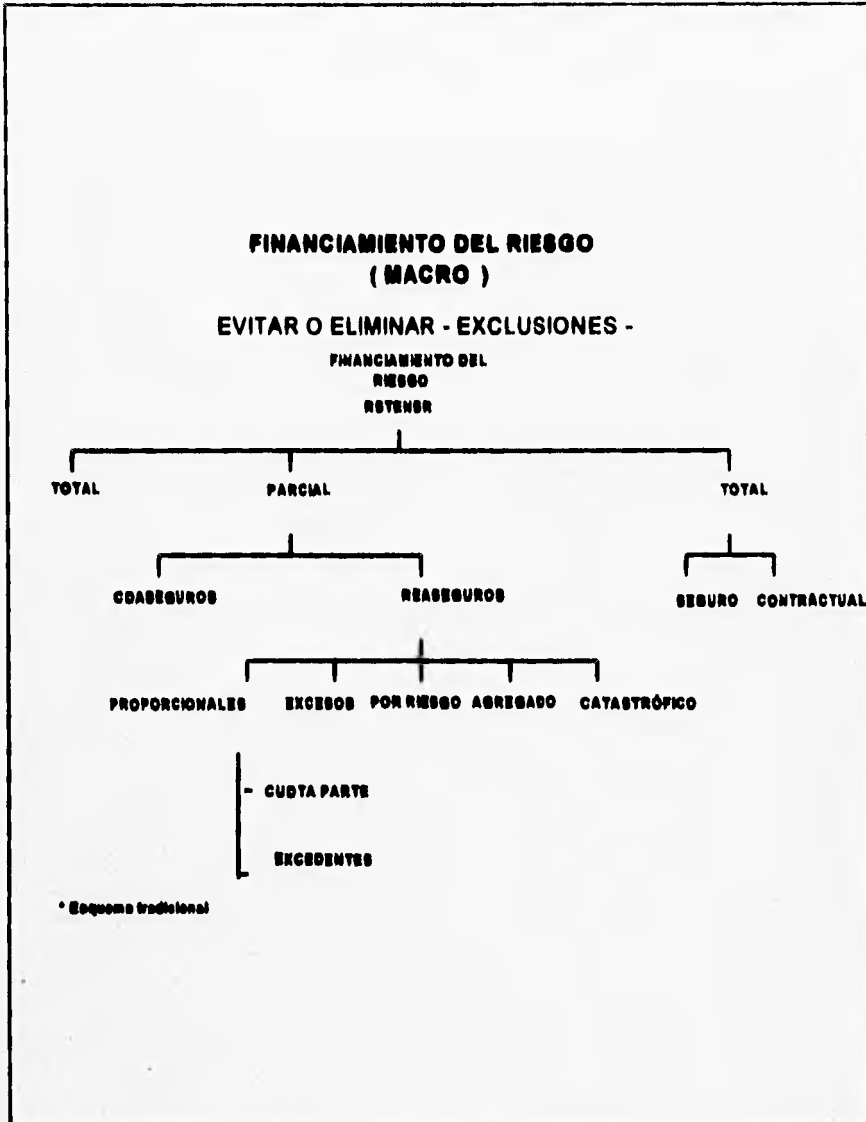 FINANCIAMIENTO DEL RIESGO
( MACRO )
EVITAR O ELIMINAR - EXCLUSIONES -
FINANCIAMIENTO DEL
RIESGO
RETENER
TOTAL PARCIAL TOTAL
COASEGUROS REASEGUROS SEGURO CONTRACTUAL
PROPORCIONALES EXCESOS POR RIESGO AGREGADO CATASTRÓFICO
- CUOTA PARTE
EXCEDENTES
* Esquema tradicional